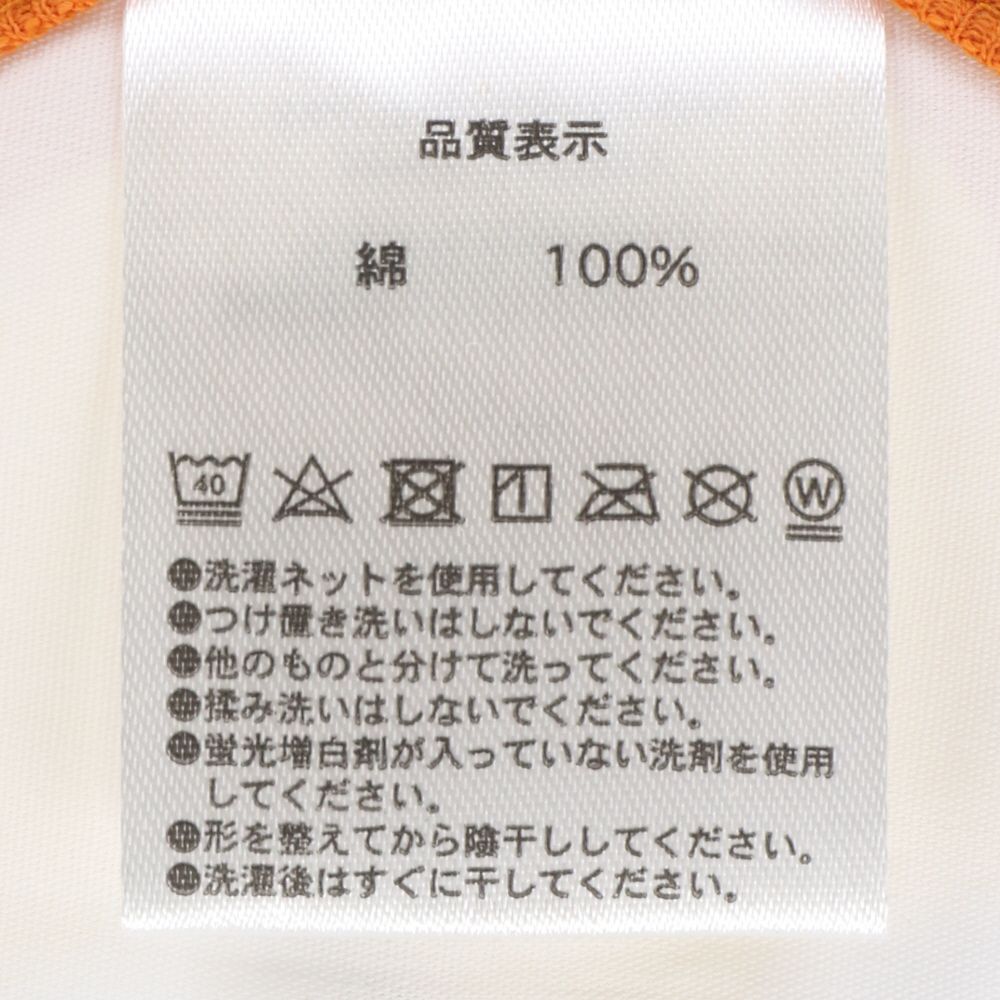 品質表示
綿 100%
40 W
●洗濯ネットを使用してください。
●つけ置き洗いはしないでください。
●他のものと分けて洗ってください。
●揉み洗いはしないでください。
●蛍光増白剤が入っていない洗剤を使用
してください。
●形を整えてから陰干ししてください。
●洗濯後はすぐに干してください。